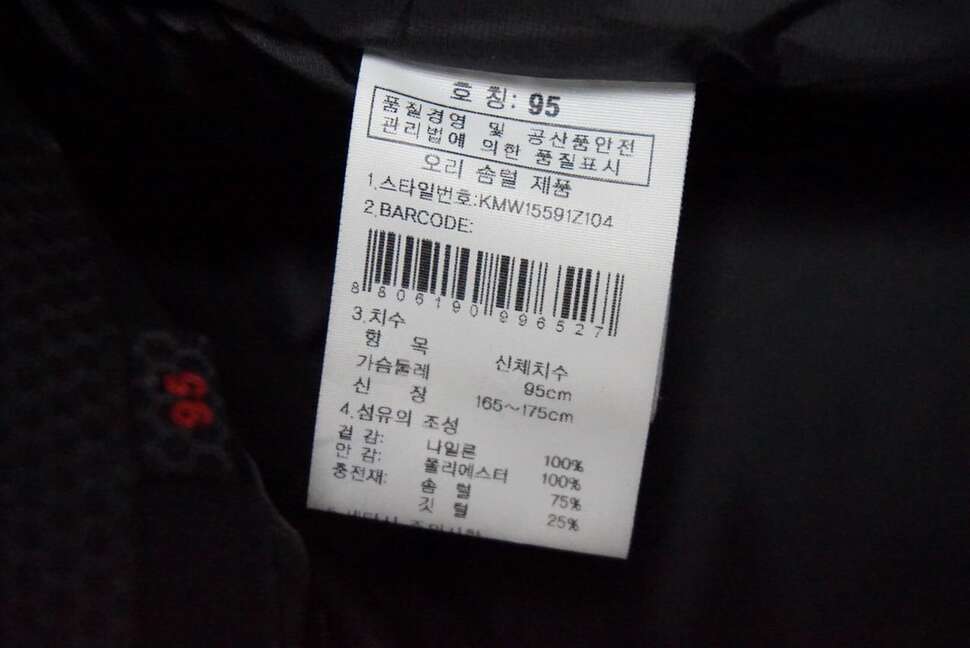 호 칭: 95
품질경영 및 공산품안전
관리법에 의한 품질표시
오리 솜털 제품
1.스타일번호:KMW15591Z104
2.BARCODE:
8 806190 996527
3.치수
항 목 신체치수
가슴둘레 95cm
신 장 165~175cm
4.섬유의 조성
겉 감: 나일론 100%
안 감: 폴리에스터 100%
충전재: 솜 털 75%
깃 털 25%
95